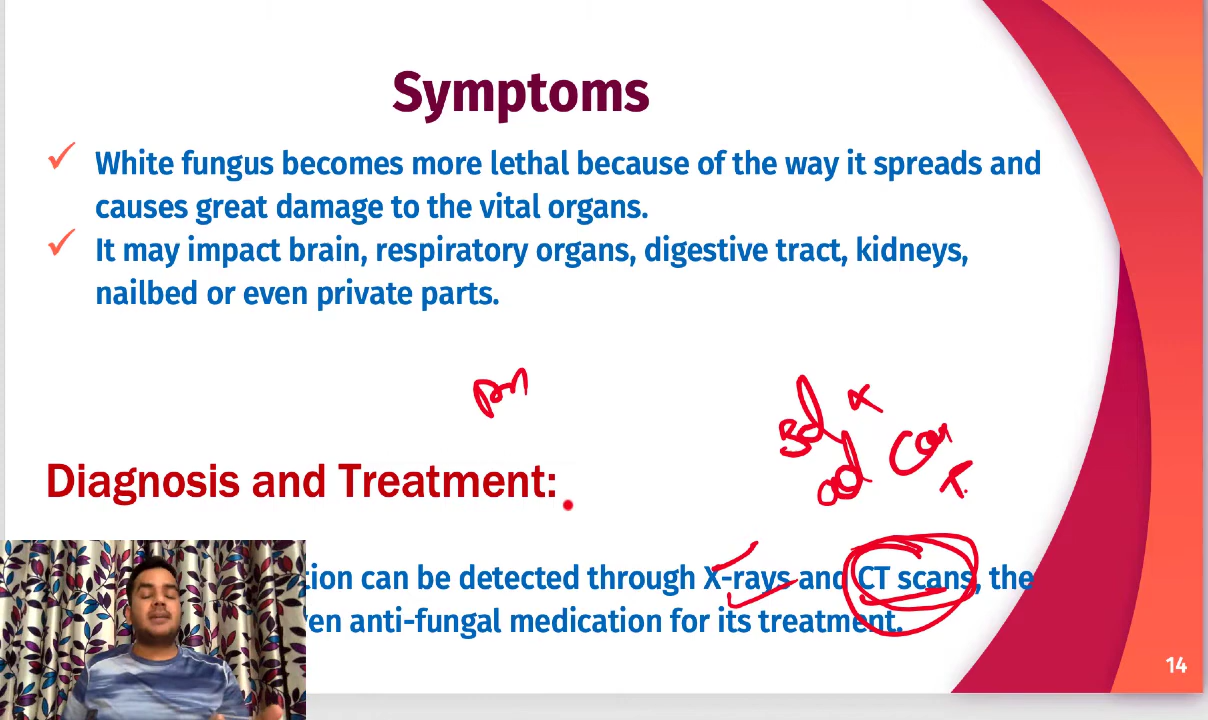 Symptoms
✓ White fungus becomes more lethal because of the way it spreads and
causes great damage to the vital organs.
✓ It may impact brain, respiratory organs, digestive tract, kidneys,
nailbed or even private parts.
Diagnosis and Treatment:
tion can be detected through X-rays and CT scans, the
ven anti-fungal medication for its treatment.
14